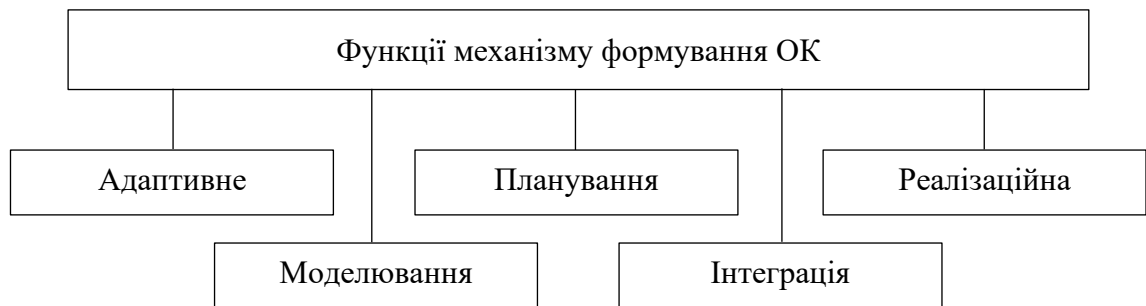 Функції механізму формування ОК
Адаптивне
Планування
Реалізаційна
Моделювання
Інтеграція